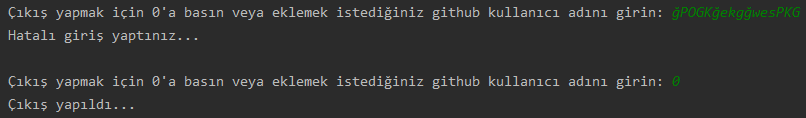 Çıkış yapmak için 0'a basın veya eklemek istediğiniz github kullanıcı adını girin: ğPOGKğekgğwesPKG
Hatalı giriş yaptınız...
Çıkış yapmak için 0'a basın veya eklemek istediğiniz github kullanıcı adını girin: 0
Çıkış yapıldı...